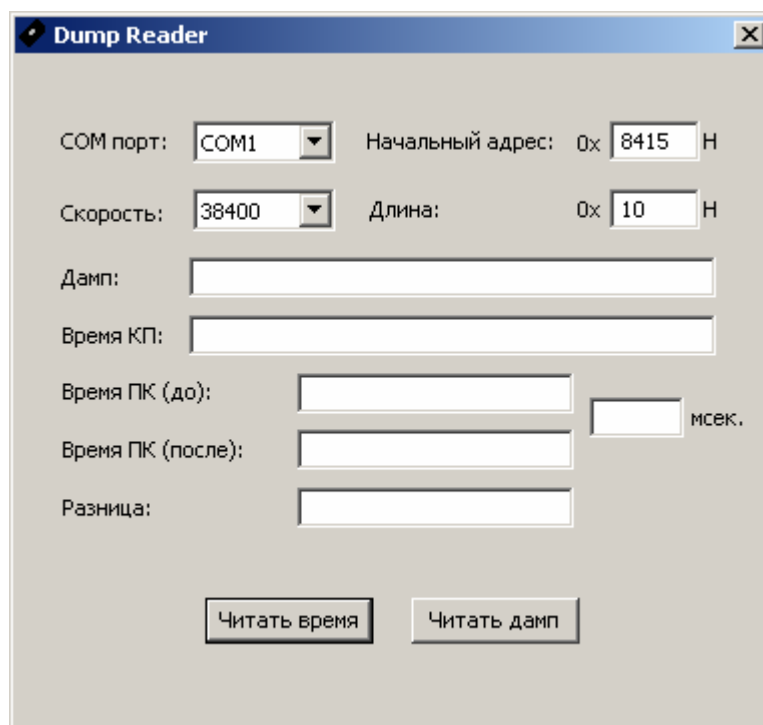 Dump Reader
COM порт: COM1 Начальный адрес: 0x 8415 H
Скорость: 38400 Длина: 0x 10 H
Дамп:
Время КП:
Время ПК (до):
мсек.
Время ПК (после):
Разница:
Читать время Читать дамп